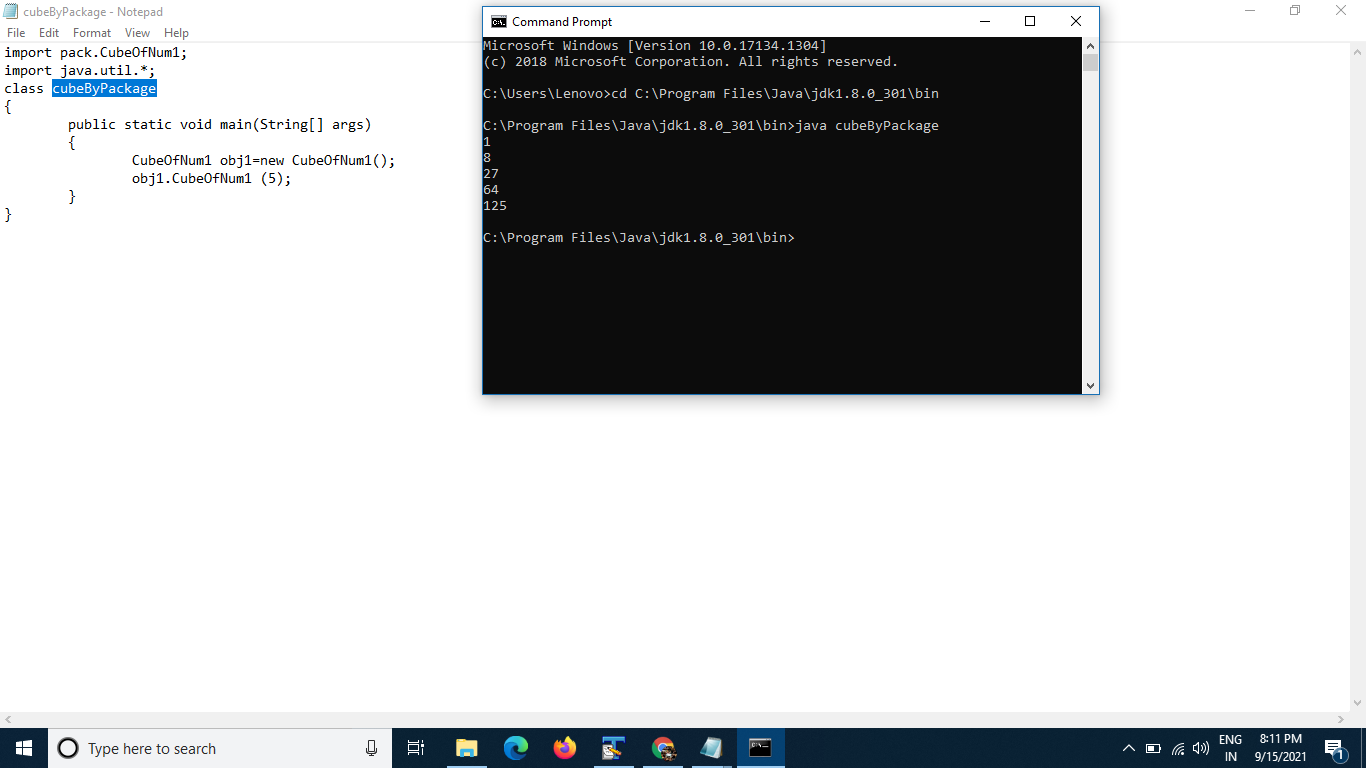 cubeByPackage - Notepad
File Edit Format View Help
import pack.CubeOfNum1;
import java.util.*;
class cubeByPackage
{
        public static void main(String[] args)
        {
                CubeOfNum1 obj1=new CubeOfNum1();
                obj1.CubeOfNum1 (5);
        }
}
Command Prompt
Microsoft Windows [Version 10.0.17134.1304]
(c) 2018 Microsoft Corporation. All rights reserved.
C:\Users\Lenovo>cd C:\Program Files\Java\jdk1.8.0_301\bin
C:\Program Files\Java\jdk1.8.0_301\bin>java cubeByPackage
1
8
27
64
125
C:\Program Files\Java\jdk1.8.0_301\bin>
Type here to search
ENG
IN
8:11 PM
9/15/2021
1